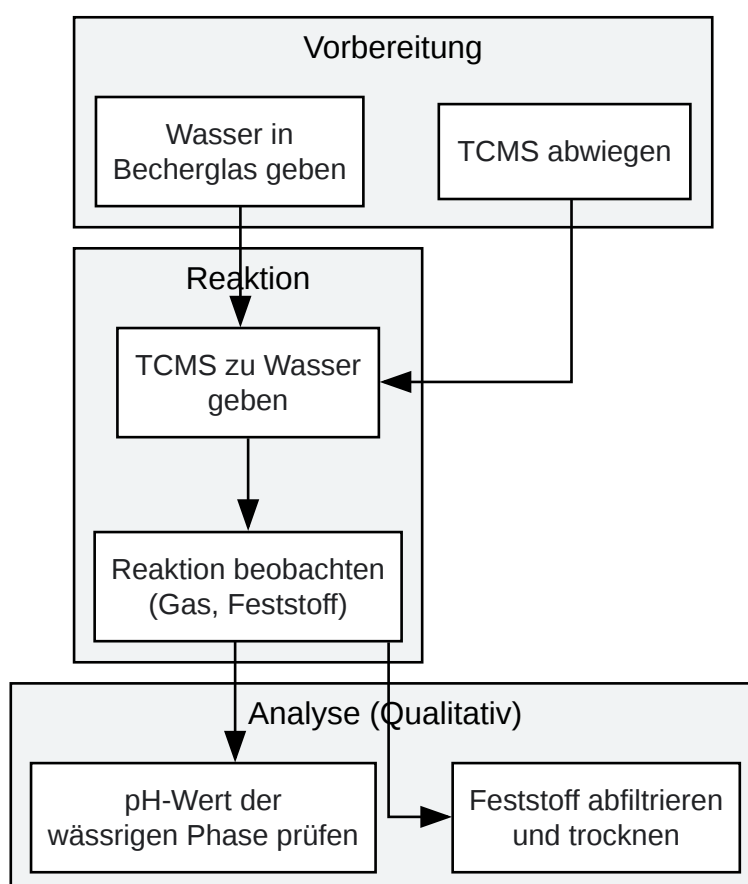 Vorbereitung
Wasser in
Becherglas geben
TCMS abwiegen
Reaktion
TCMS zu Wasser
geben
Reaktion beobachten
(Gas, Feststoff)
Analyse (Qualitativ)
pH-Wert der
wässrigen Phase prüfen
Feststoff abfiltrieren
und trocknen